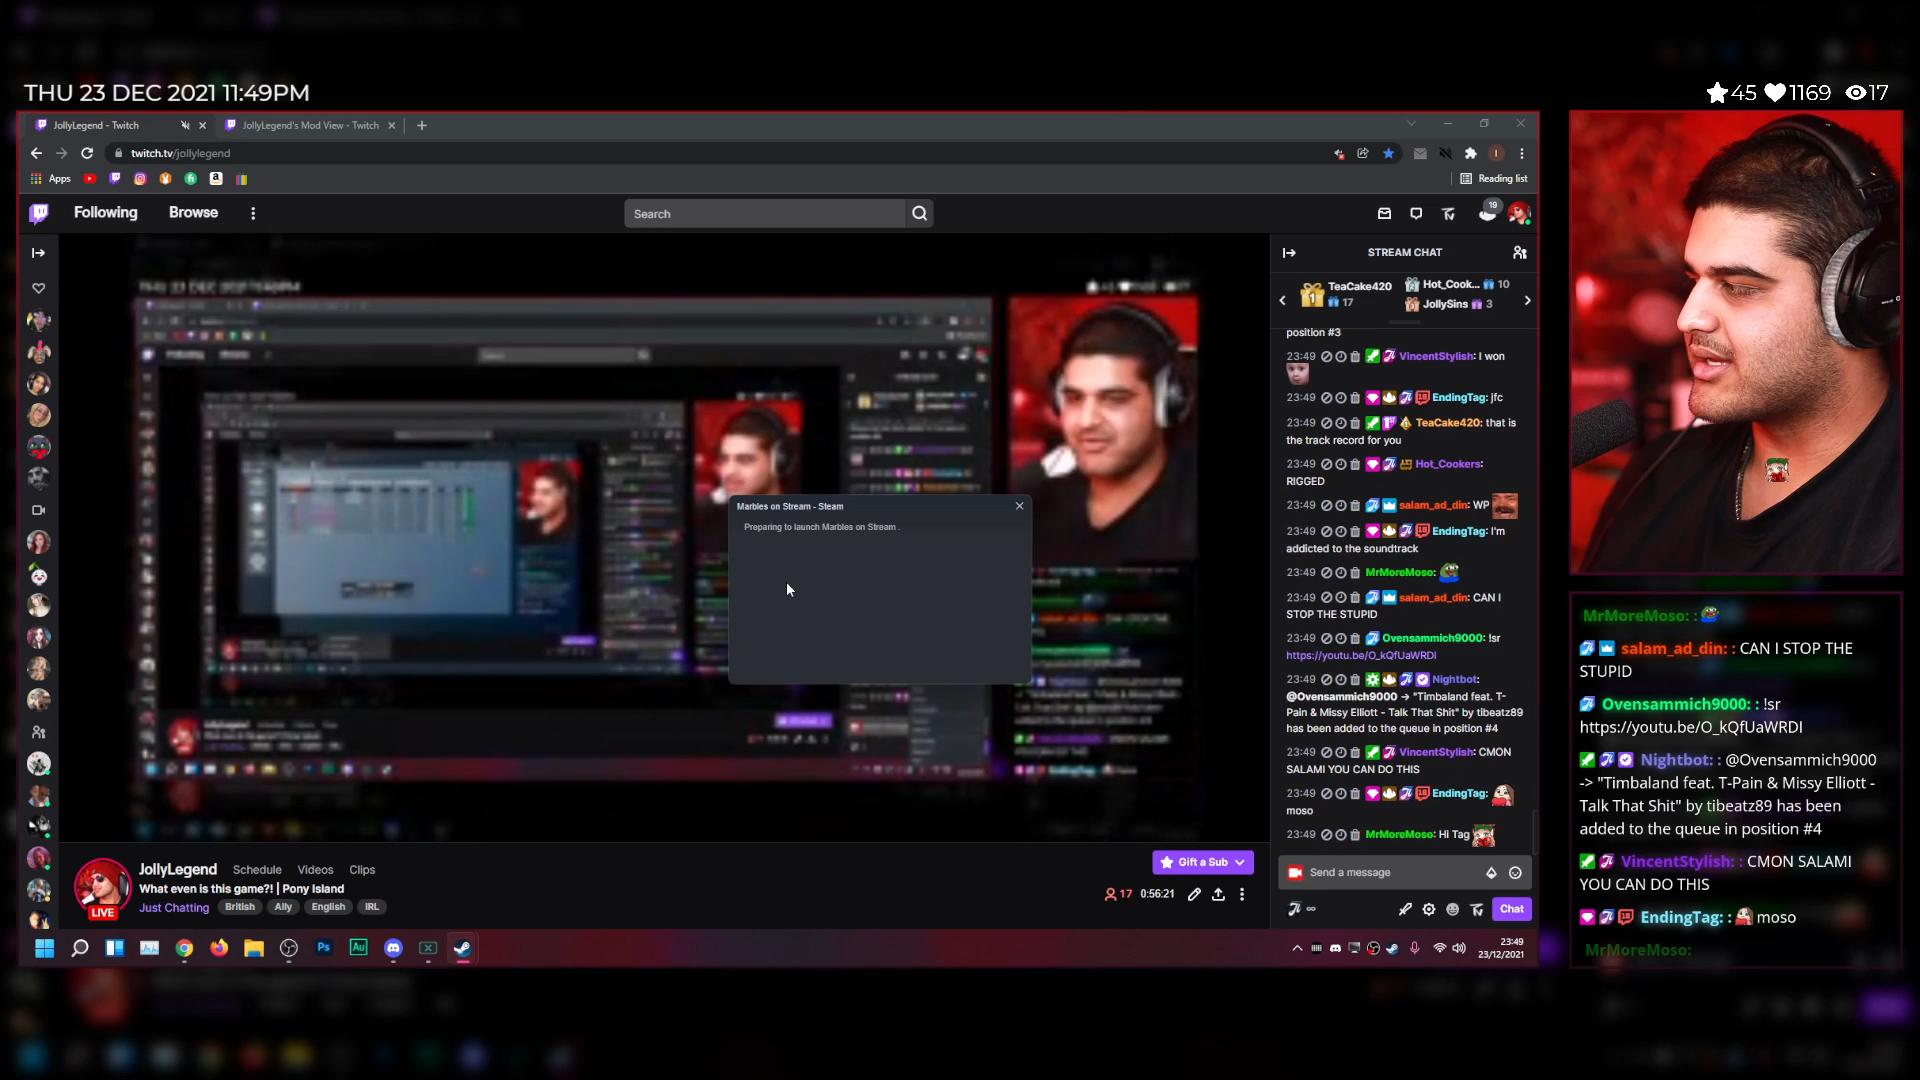 THU 23 DEC 2021 11:49PM
45 1169 17
JollyLegend - Twitch
JollyLegend's Mod View - Twitch
twitch.tv/jollylegend
Apps
Reading list
Following
Browse
Search
19
STREAM CHAT
TeaCake420
17
Hot_Cook... 10
JollySins 3
position #3
23:49 VincentStylish: I won
23:49 EndingTag: jfc
23:49 TeaCake420: that is
the track record for you
23:49 Hot_Cookers:
RIGGED
23:49 salam_ad_din: WP
23:49 EndingTag: I'm
addicted to the soundtrack
23:49 MrMoreMoso:
23:49 salam_ad_din: CAN I
STOP THE STUPID
23:49 Ovensammich9000: !sr
https://youtu.be/O_kQfUaWRDI
23:49 Nightbot:
@Ovensammich9000 -> "Timbaland feat. T-
Pain & Missy Elliott - Talk That Shit" by tibeatz89
has been added to the queue in position #4
23:49 VincentStylish: CMON
SALAMI YOU CAN DO THIS
23:49 EndingTag:
moso
23:49 MrMoreMoso: Hi Tag
Send a message
Chat
Marbles on Stream - Steam
Preparing to launch Marbles on Stream .
JollyLegend
Schedule
Videos
Clips
What even is this game?! | Pony Island
Just Chatting
British
Ally
English
IRL
LIVE
Gift a Sub
17 0:56:21
Ps
Au
23:49
23/12/2021
MrMoreMoso: :
salam_ad_din: : CAN I STOP THE
STUPID
Ovensammich9000: : !sr
https://youtu.be/O_kQfUaWRDI
Nightbot: : @Ovensammich9000
-> "Timbaland feat. T-Pain & Missy Elliott -
Talk That Shit" by tibeatz89 has been
added to the queue in position #4
VincentStylish: : CMON SALAMI
YOU CAN DO THIS
EndingTag: : moso
MrMoreMoso: